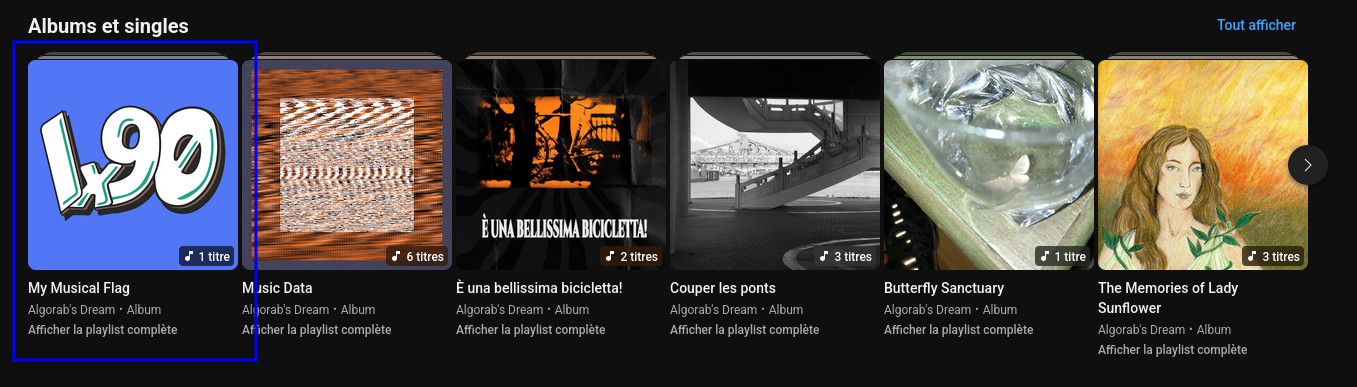 Albums et singles
Tout afficher
1x90
1 titre
6 titres
È UNA BELLISSIMA BICICLETTA!
2 titres
3 titres
1 titre
3 titres
My Musical Flag
Algorab's Dream • Album
Afficher la playlist complète
Music Data
Algorab's Dream • Album
Afficher la playlist complète
È una bellissima bicicletta!
Algorab's Dream • Album
Afficher la playlist complète
Couper les ponts
Algorab's Dream • Album
Afficher la playlist complète
Butterfly Sanctuary
Algorab's Dream • Album
Afficher la playlist complète
The Memories of Lady
Sunflower
Algorab's Dream • Album
Afficher la playlist complète